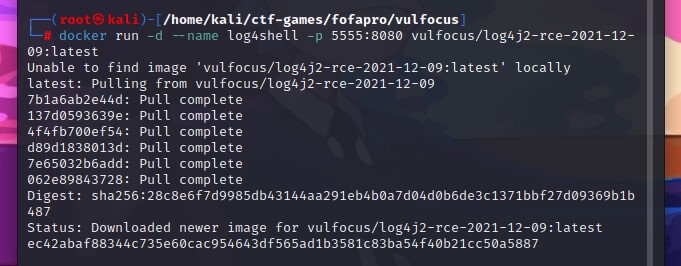 ┌──(root㉿kali)-[/home/kali/ctf-games/fofapro/vulfocus]
└─# docker run -d --name log4shell -p 5555:8080 vulfocus/log4j2-rce-2021-12-
09:latest
Unable to find image 'vulfocus/log4j2-rce-2021-12-09:latest' locally
latest: Pulling from vulfocus/log4j2-rce-2021-12-09
7b1a6ab2e44d: Pull complete
137d0593639e: Pull complete
4f4fb700ef54: Pull complete
d89d1838013d: Pull complete
7e65032b6add: Pull complete
062e89843728: Pull complete
Digest: sha256:28c8e6f7d9985db43144aa291eb4b0a7d04d0b6de3c1371bbf27d09369b1b
487
Status: Downloaded newer image for vulfocus/log4j2-rce-2021-12-09:latest
ec42abaf88344c735e60cac954643df565ad1b3581c83ba54f40b21cc50a5887